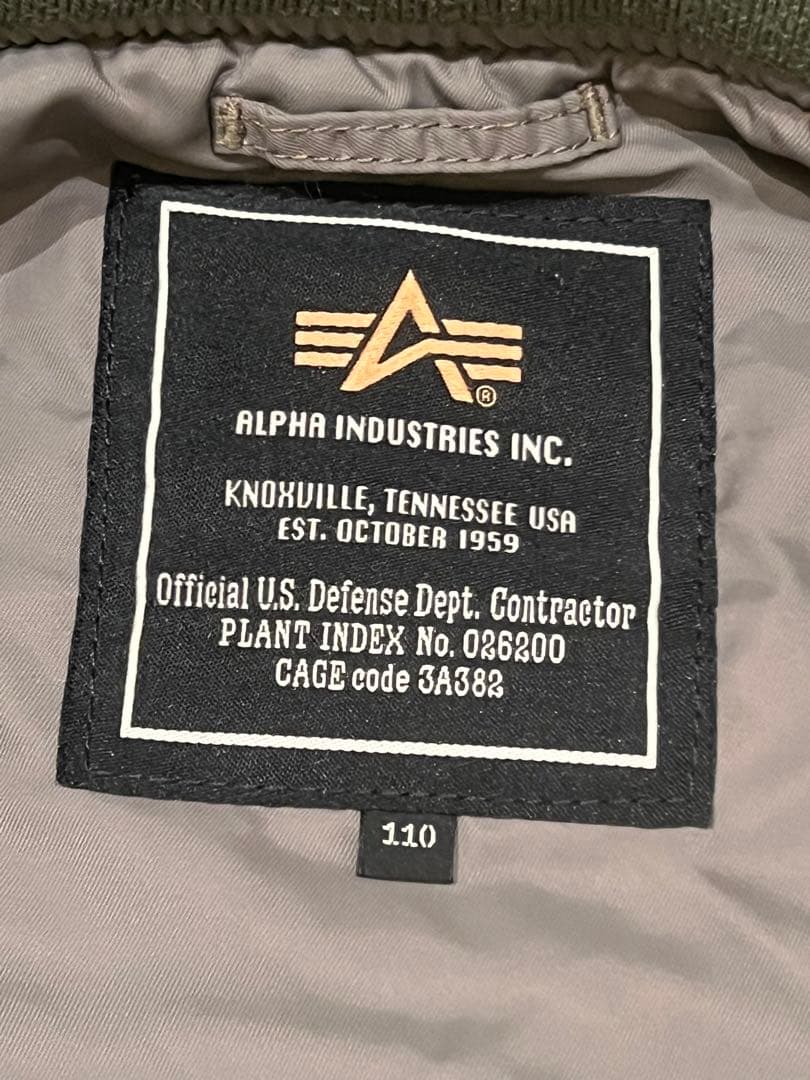 ®
ALPHA INDUSTRIES INC.
KNOXVILLE, TENNESSEE USA
EST. OCTOBER 1959
Official U.S. Defense Dept. Contractor
PLANT INDEX No. 026200
CAGE code 3A382
110